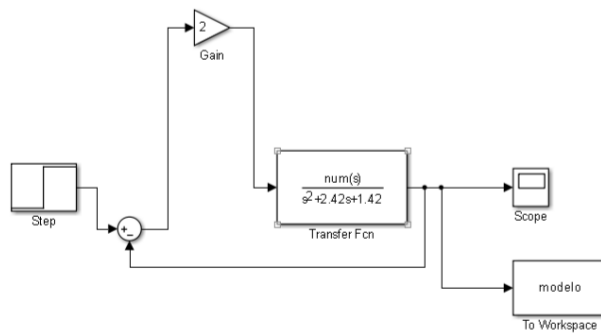 2
Gain
Step
+
-
num(s)
s²+2.42s+1.42
Transfer Fcn
Scope
modelo
To Workspace